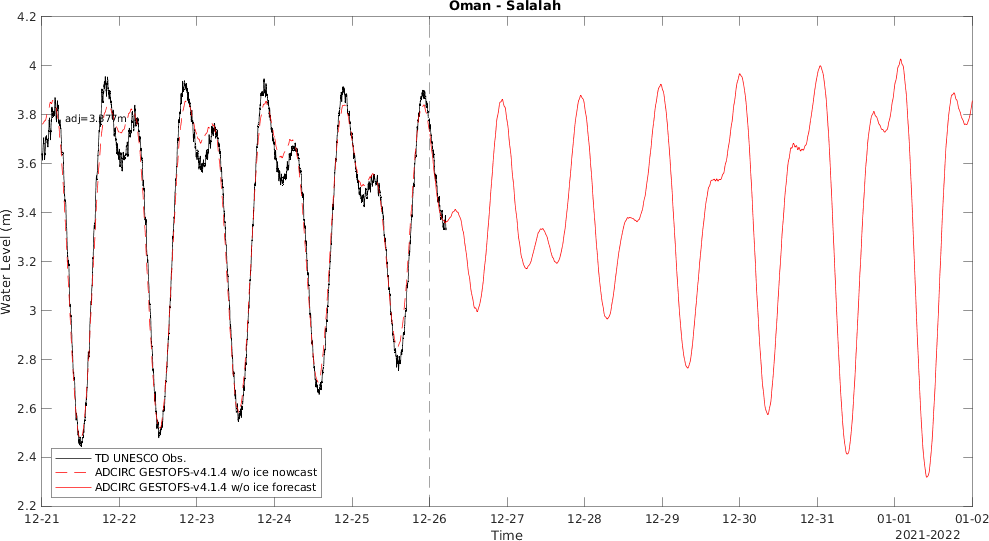 Oman - Salalah
4.2
4
3.8
3.6
3.4
3.2
3
2.8
2.6
2.4
2.2
Water Level (m)
adj=3.377m
TD UNESCO Obs.
ADCIRC GESTOFS-v4.1.4 w/o ice nowcast
ADCIRC GESTOFS-v4.1.4 w/o ice forecast
12-21 12-22 12-23 12-24 12-25 12-26 12-27 12-28 12-29 12-30 12-31 01-01 01-02
Time
2021-2022